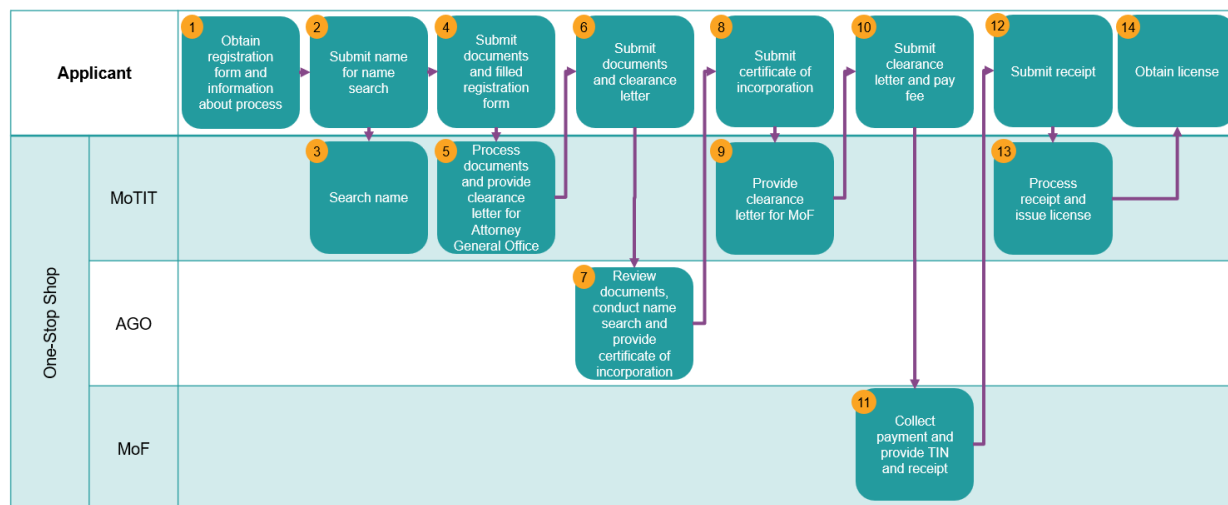 Applicant
1
Obtain
registration
form and
information
about process
2
Submit name
for name
search
4
Submit
documents
and filled
registration
form
6
Submit
documents
and clearance
letter
8
Submit
certificate of
incorporation
10
Submit
clearance
letter and pay
fee
12
Submit receipt
14
Obtain license
One-Stop Shop
MoTIT
3
Search name
5
Process
documents
and provide
clearance
letter for
Attorney
General Office
9
Provide
clearance
letter for MoF
13
Process
receipt and
issue license
AGO
7
Review
documents,
conduct name
search and
provide
certificate of
incorporation
MoF
11
Collect
payment and
provide TIN
and receipt